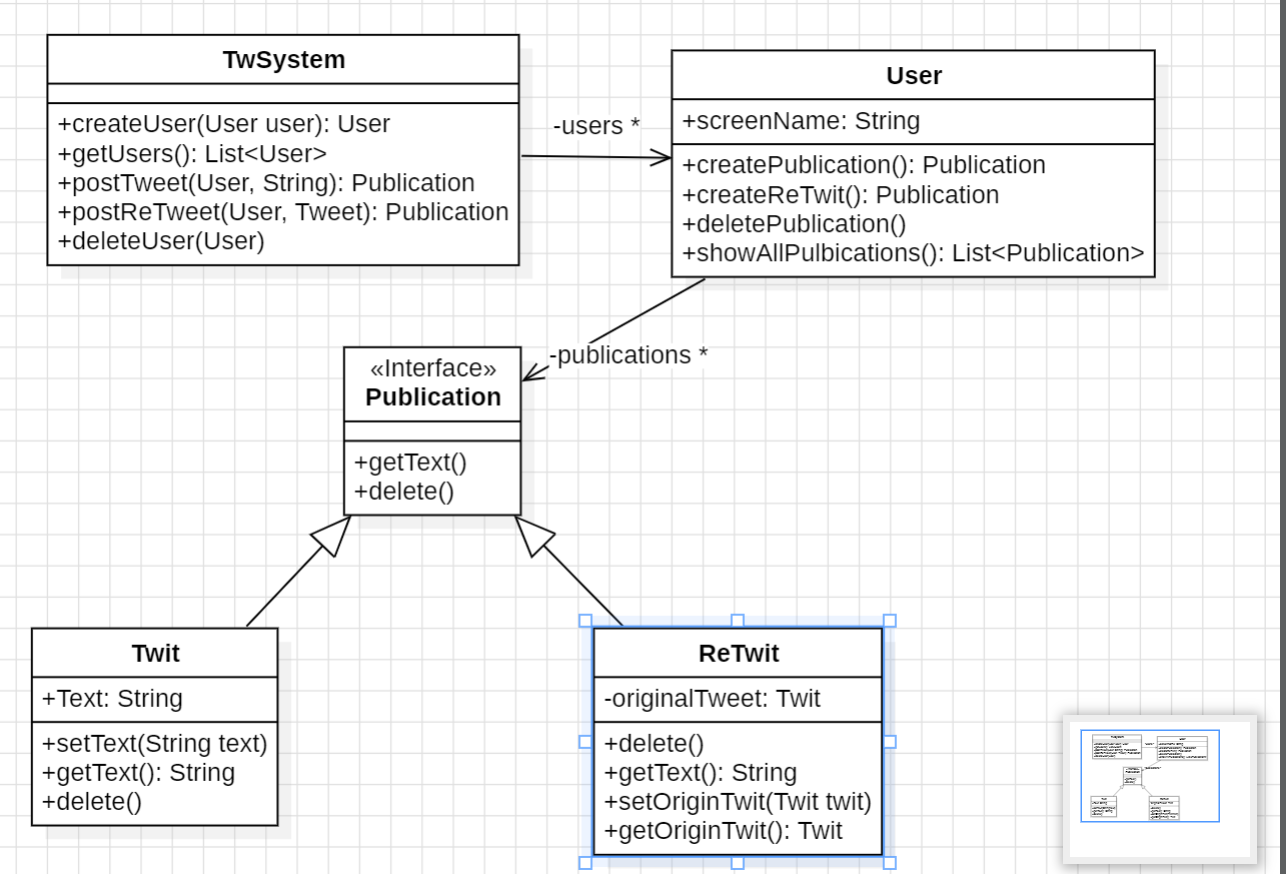 TwSystem
+createUser(User user): User
+getUsers(): List<User>
+postTweet(User, String): Publication
+postReTweet(User, Tweet): Publication
+deleteUser(User)
-users *
User
+screenName: String
+createPublication(): Publication
+createReTwit(): Publication
+deletePublication()
+showAllPulbications(): List<Publication>
-publications *
«Interface»
Publication
+getText()
+delete()
Twit
+Text: String
+setText(String text)
+getText(): String
+delete()
ReTwit
-originalTweet: Twit
+delete()
+getText(): String
+setOriginTwit(Twit twit)
+getOriginTwit(): Twit